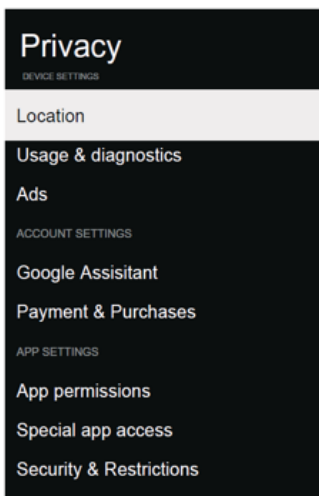 Privacy
DEVICE SETTINGS
Location
Usage & diagnostics
Ads
ACCOUNT SETTINGS
Google Assisitant
Payment & Purchases
APP SETTINGS
App permissions
Special app access
Security & Restrictions